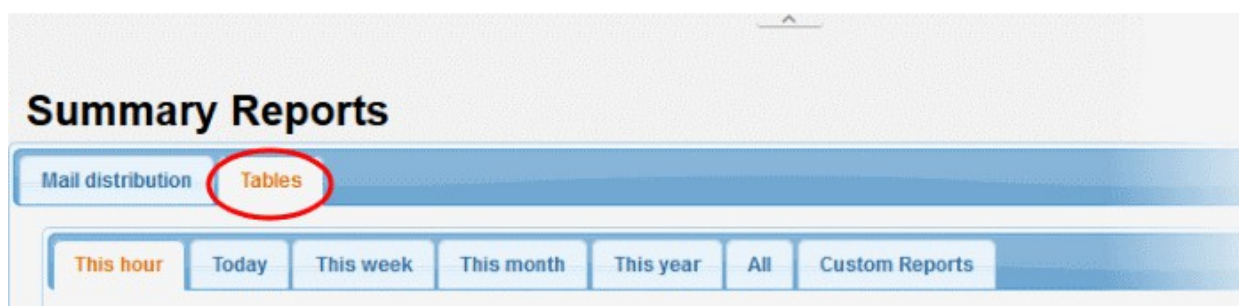 Summary Reports
Mail distribution Tables
This hour Today This week This month This year All Custom Reports